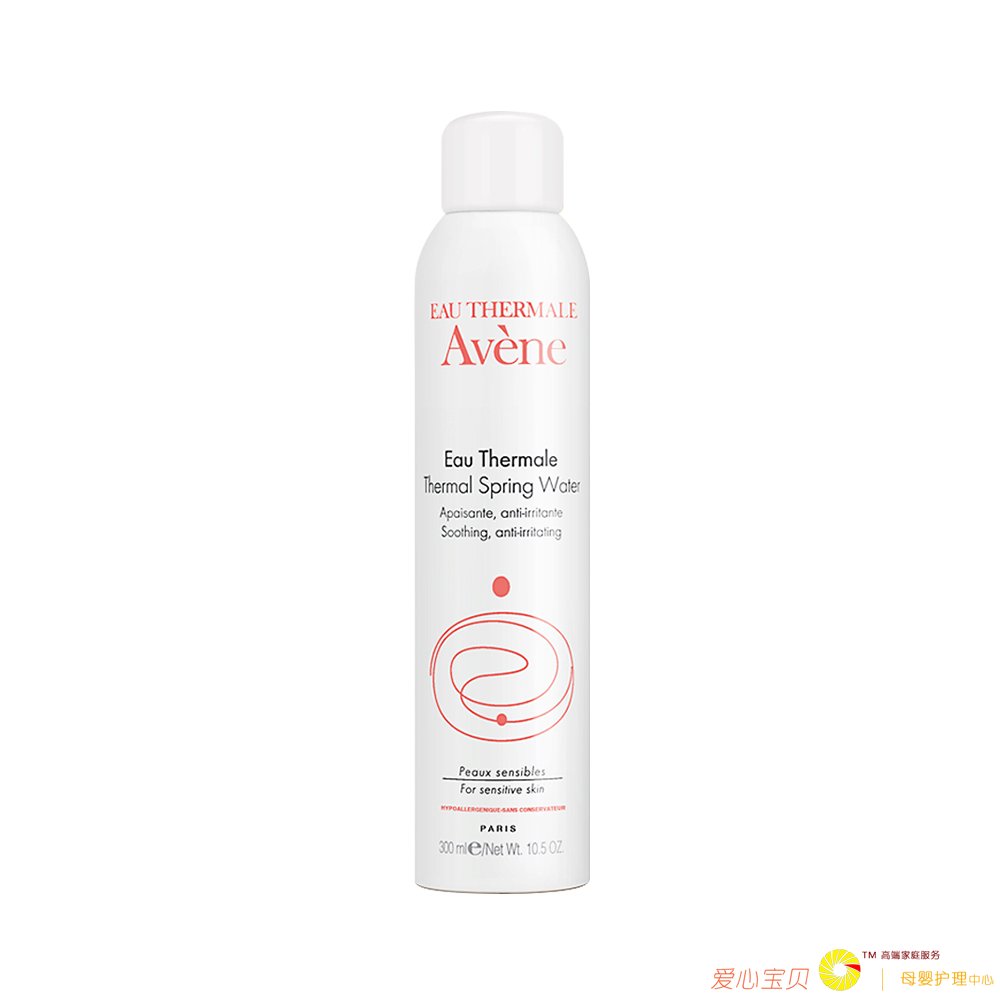 EAU THERMALE
Avène
Eau Thermale
Thermal Spring Water
Apaisante, anti-irritante
Soothing, anti-irritating
Peaux sensibles
For sensitive skin
HYPOALLERGENIQUE-SANS CONSERVATEUR
PARIS
300 ml℮/Net Wt. 10.5 OZ.
爱心宝贝
TM 高端家庭服务
母婴护理中心